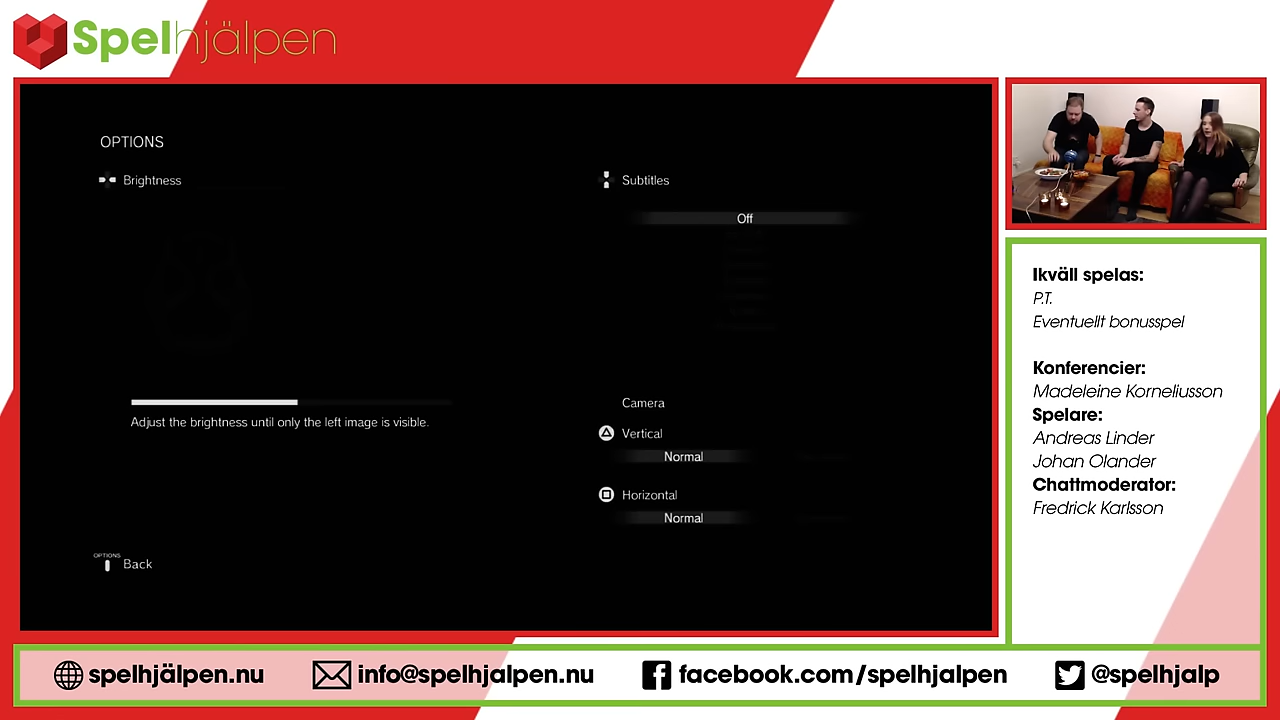 Spelhjälpen
OPTIONS
Brightness
Subtitles
Off
Adjust the brightness until only the left image is visible.
Camera
Vertical
Normal
Horizontal
Normal
OPTIONS
Back
Ikväll spelas:
P.T.
Eventuellt bonusspel
Konferencier:
Madeleine Korneliusson
Spelare:
Andreas Linder
Johan Olander
Chattmoderator:
Fredrick Karlsson
spelhjälpen.nu
info@spelhjalpen.nu
facebook.com/spelhjalpen
@spelhjalp